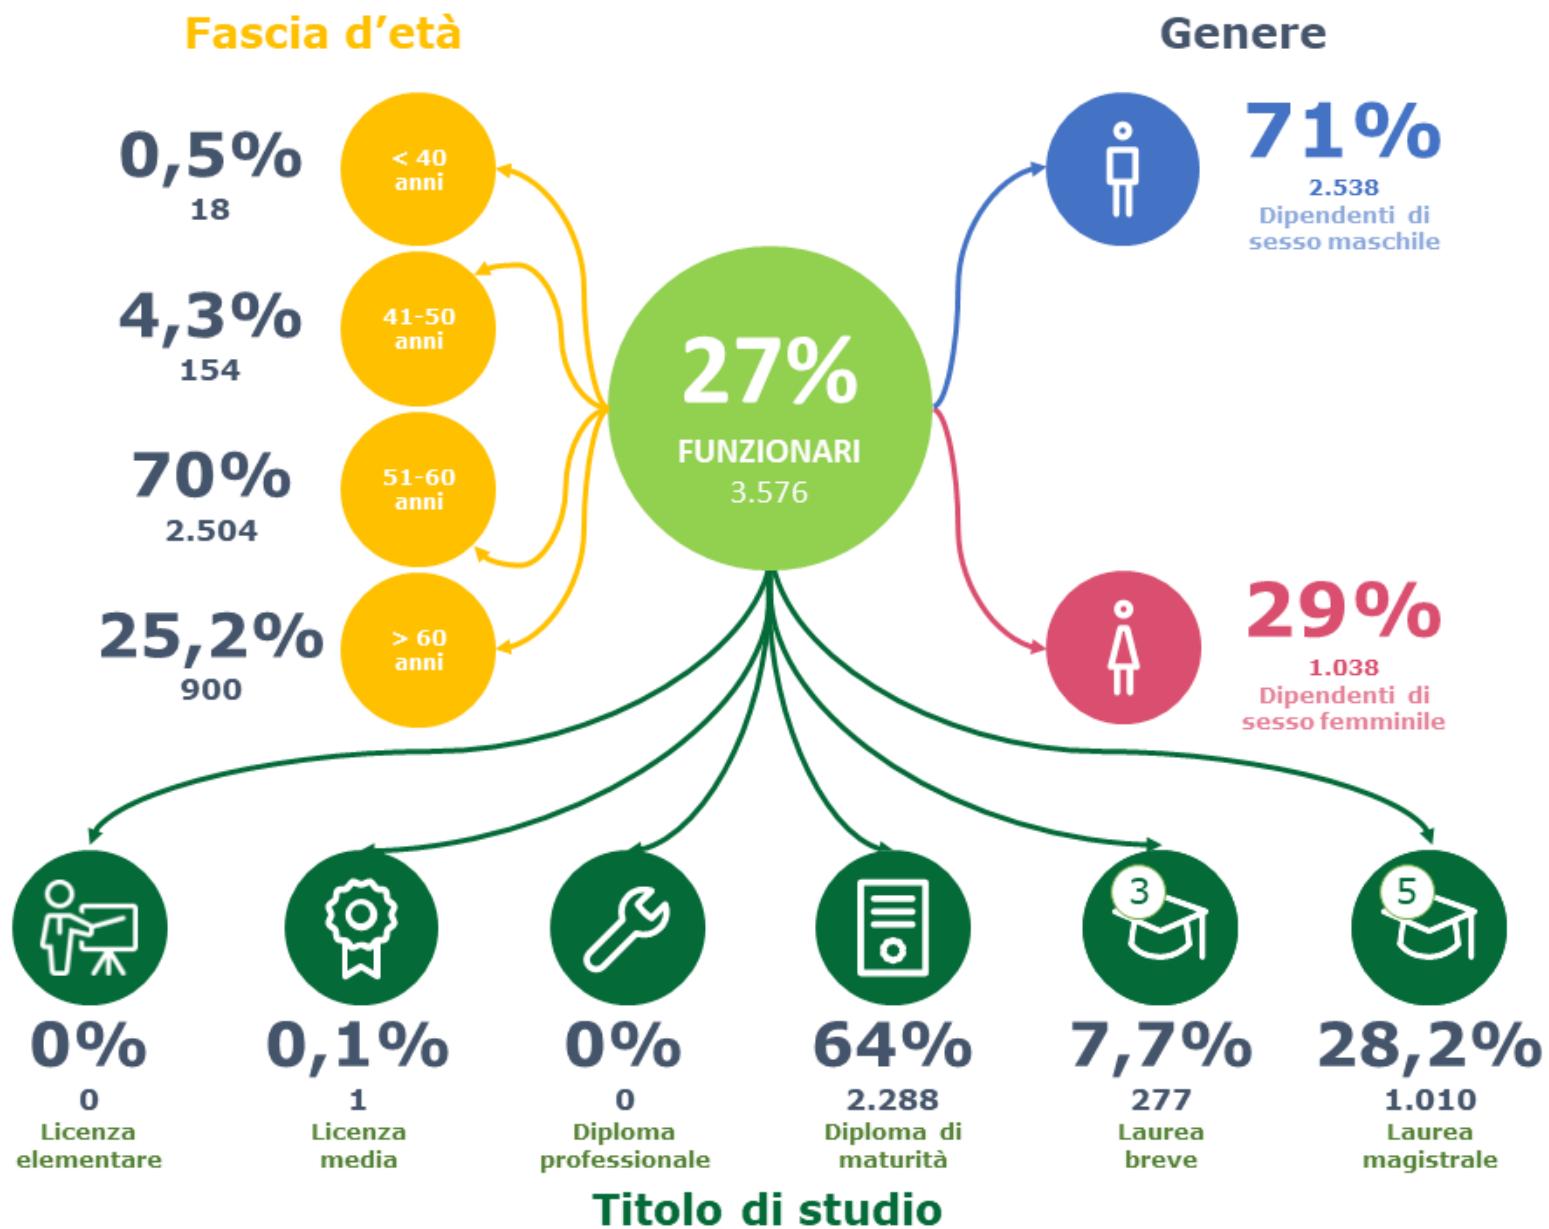 Fascia d’età
0,5%
18
< 40
anni
4,3%
154
41-50
anni
70%
2.504
51-60
anni
25,2%
900
> 60
anni
27%
FUNZIONARI
3.576
Genere
71%
2.538
Dipendenti di
sesso maschile
29%
1.038
Dipendenti di
sesso femminile
0%
0
Licenza
elementare
0,1%
1
Licenza
media
0%
0
Diploma
professionale
64%
2.288
Diploma di
maturità
3
7,7%
277
Laurea
breve
5
28,2%
1.010
Laurea
magistrale
Titolo di studio